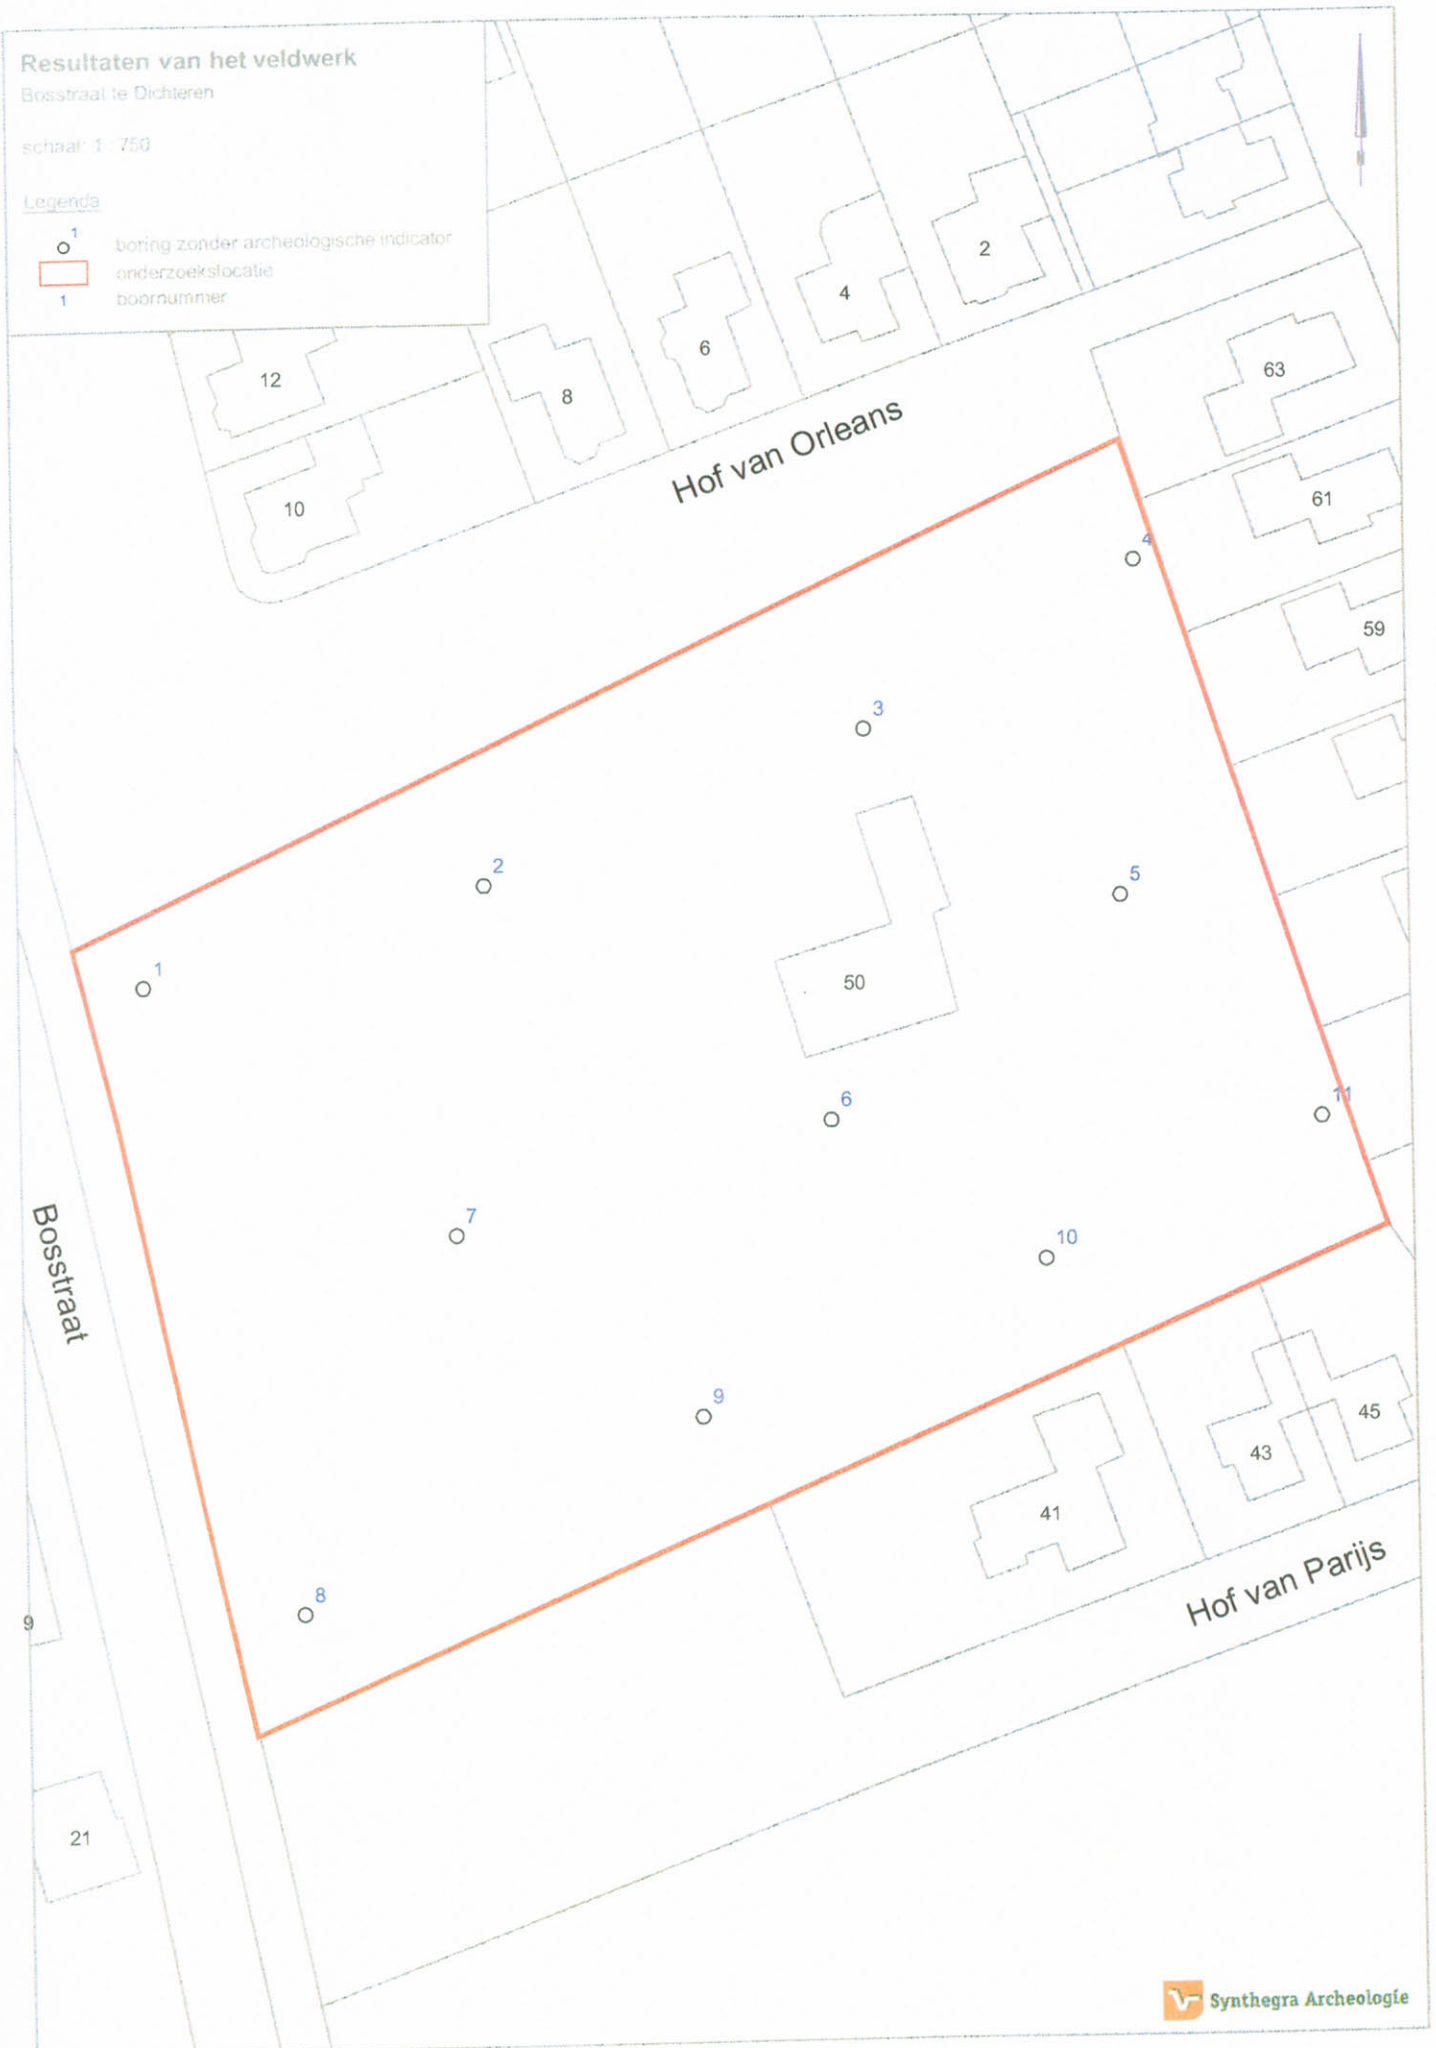 Resultaten van het veldwerk
Bosstraat te Dichteren
schaal: 1 : 750
Legenda
1
boring zonder archeologische indicator
onderzoekslocatie
1 boornummer
2
4
6
8
12
10
63
61
59
Hof van Orleans
4
3
2
5
1
50
6
11
7
10
Bosstraat
9
8
45
43
41
Hof van Parijs
9
21
Synthegra Archeologie